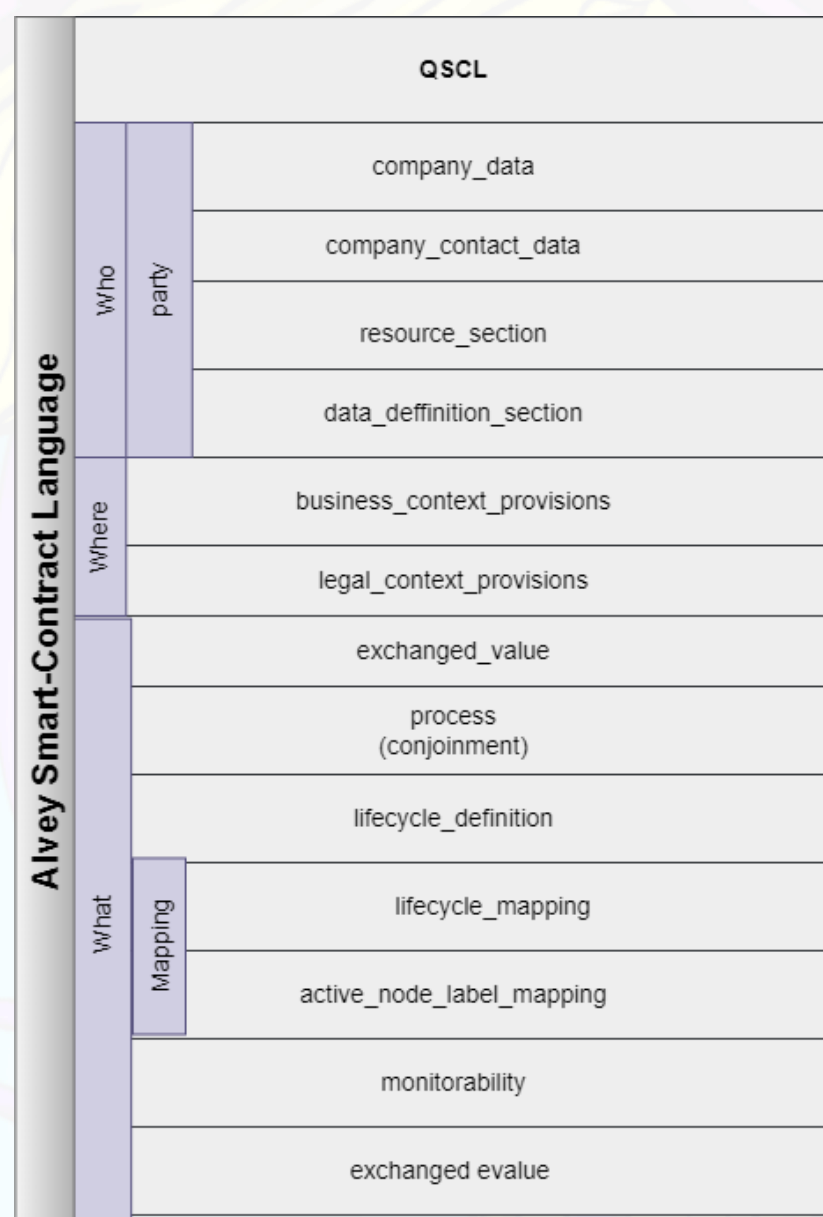 Alvey Smart-Contract Language
QSCL
Who
party
company_data
company_contact_data
resource_section
data_deffinition_section
Where
business_context_provisions
legal_context_provisions
What
exchanged_value
process
(conjoinment)
lifecycle_definition
Mapping
lifecycle_mapping
active_node_label_mapping
monitorability
exchanged evalue